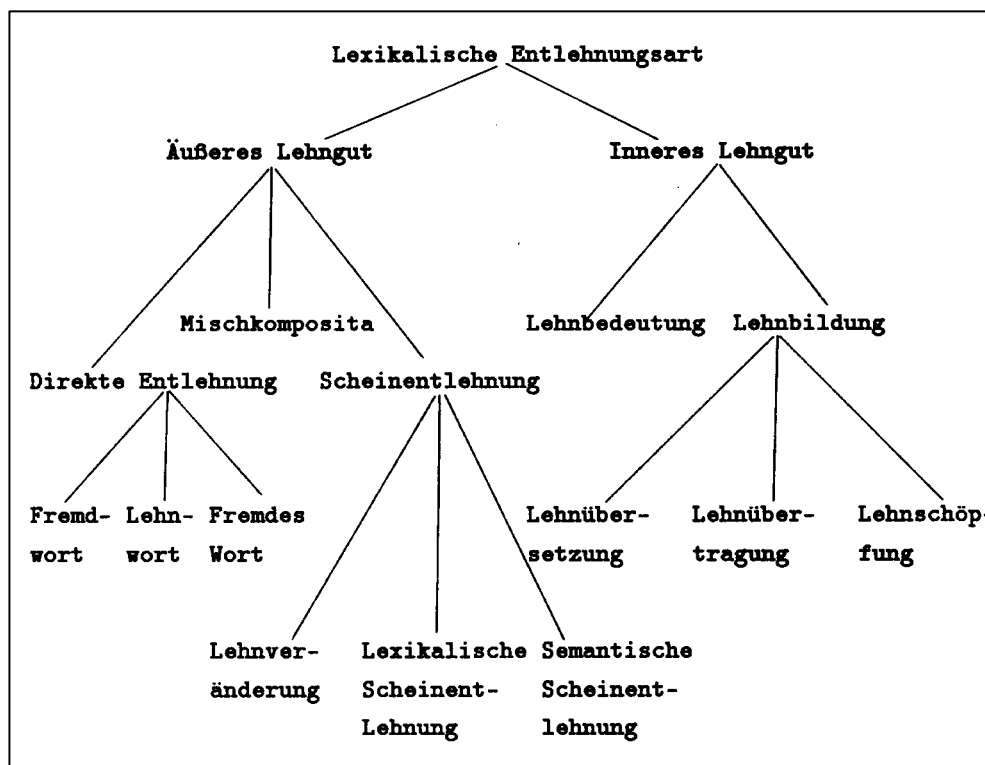 Lexikalische Entlehnungsart
Äußeres Lehngut
Inneres Lehngut
Mischkomposita
Lehnbedeutung
Lehnbildung
Direkte Entlehnung
Scheinentlehnung
Fremd-
wort
Lehn-
wort
Fremdes
Wort
Lehnüber-
setzung
Lehnüber-
tragung
Lehnschöp-
fung
Lehnver-
änderung
Lexikalische
Scheinent-
Lehnung
Semantische
Scheinent-
lehnung